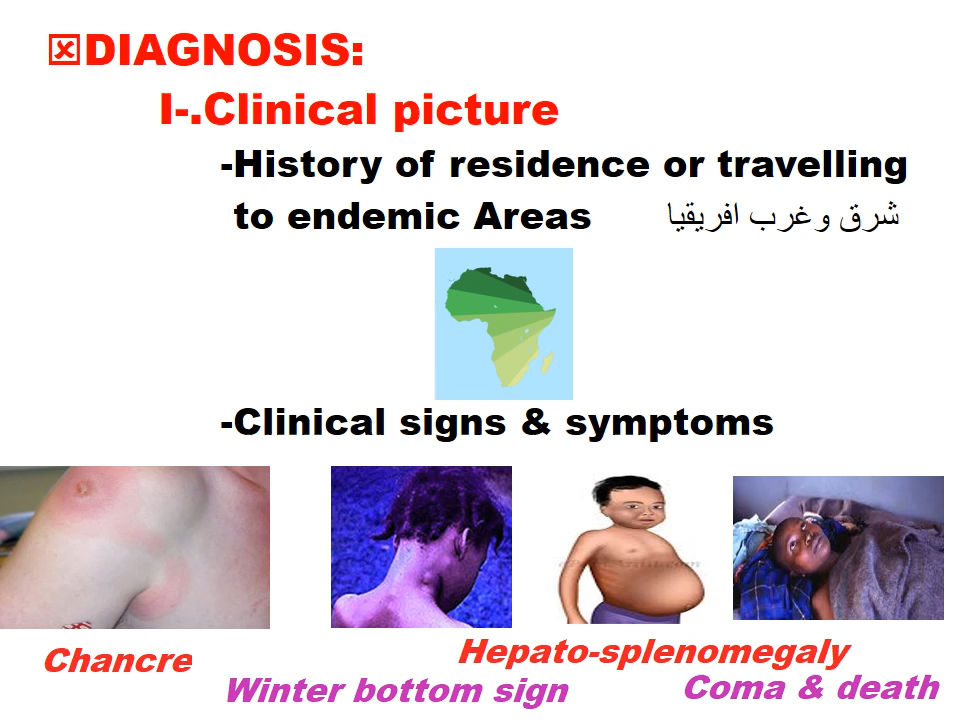 ☒DIAGNOSIS:
I-.Clinical picture
-History of residence or travelling
to endemic Areas شرق وغرب افريقيا
-Clinical signs & symptoms
Chancre
Winter bottom sign
Hepato-splenomegaly
Coma & death